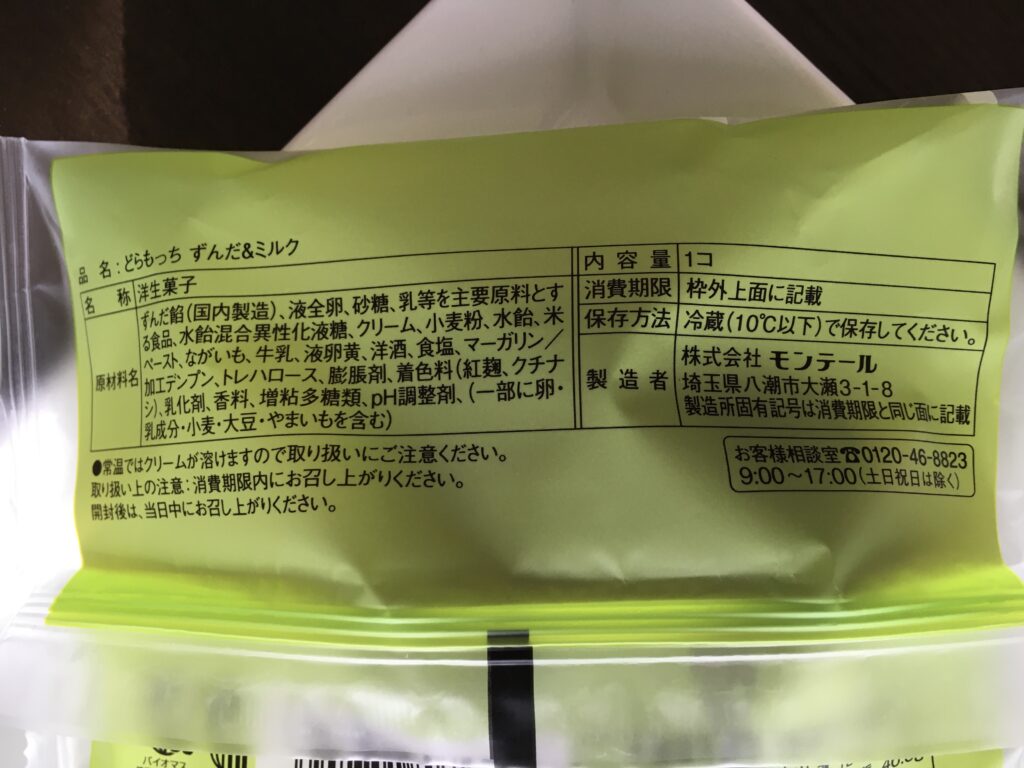 品 名:どらもっち ずんだ&ミルク
名 称 洋生菓子
原材料名 ずんだ餡(国内製造)、液全卵、砂糖、乳等を主要原料とす
る食品、水飴混合異性化液糖、クリーム、小麦粉、水飴、米
ペースト、ながいも、牛乳、液卵黄、洋酒、食塩、マーガリン/
加工デンプン、トレハロース、膨脹剤、着色料(紅麹、クチナ
シ)、乳化剤、香料、増粘多糖類、pH調整剤、(一部に卵・
乳成分・小麦・大豆・やまいもを含む)
内容量 1コ
消費期限 枠外上面に記載
保存方法 冷蔵(10℃以下)で保存してください。
製造者 株式会社 モンテール
埼玉県八潮市大瀬3-1-8
製造所固有記号は消費期限と同じ面に記載
●常温ではクリームが溶けますので取り扱いにご注意ください。
取り扱い上の注意:消費期限内にお召し上がりください。
開封後は、当日中にお召し上がりください。
お客様相談室☎0120-46-8823
9:00~17:00(土日祝日は除く)
バイオマス